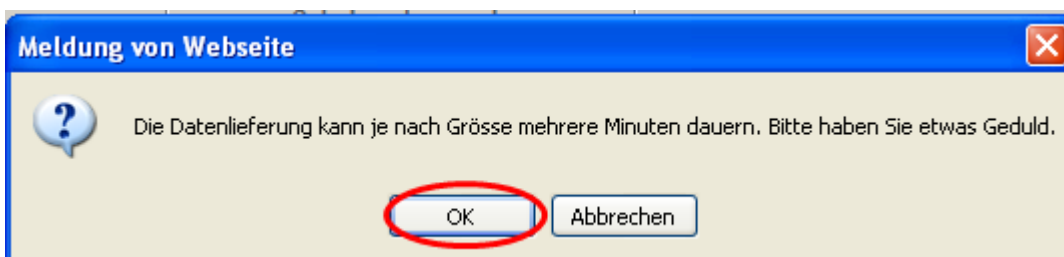 Meldung von Webseite
Die Datenlieferung kann je nach Grösse mehrere Minuten dauern. Bitte haben Sie etwas Geduld.
OK
Abbrechen